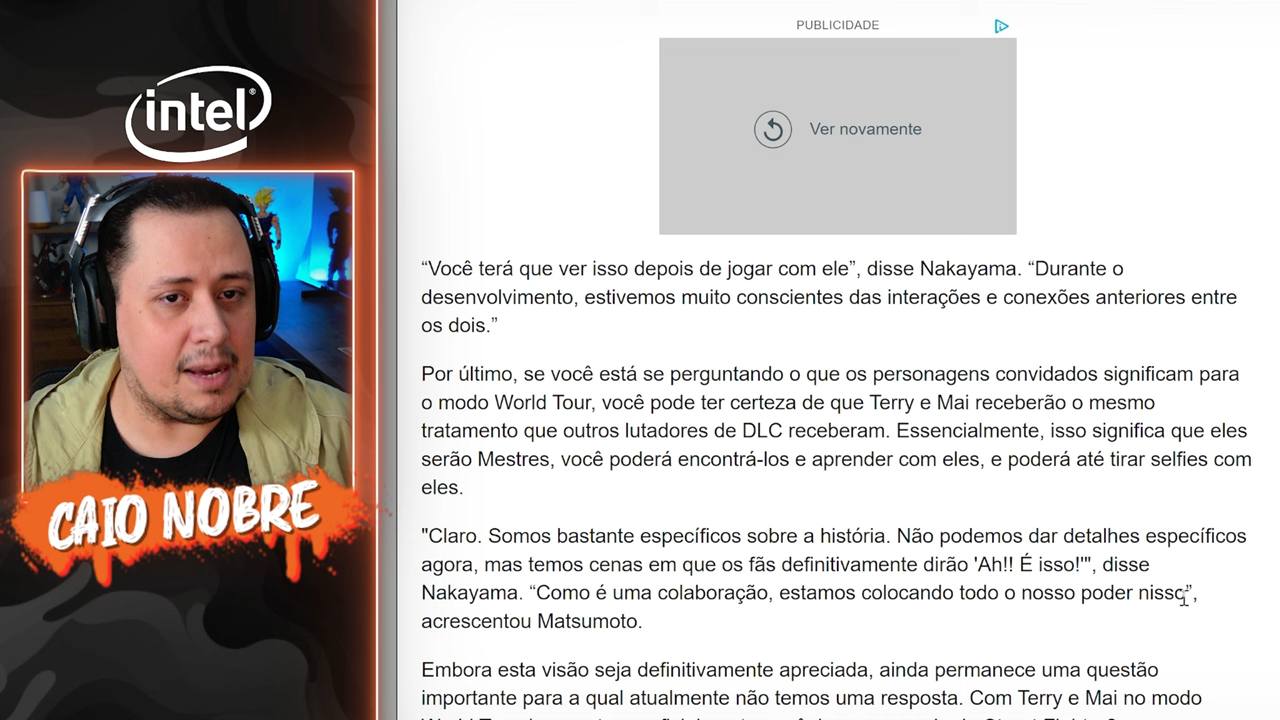 intel®
CAIO NOBRE
PUBLICIDADE
Ver novamente
“Você terá que ver isso depois de jogar com ele”, disse Nakayama. “Durante o
desenvolvimento, estivemos muito conscientes das interações e conexões anteriores entre
os dois.”
Por último, se você está se perguntando o que os personagens convidados significam para
o modo World Tour, você pode ter certeza de que Terry e Mai receberão o mesmo
tratamento que outros lutadores de DLC receberam. Essencialmente, isso significa que eles
serão Mestres, você poderá encontrá-los e aprender com eles, e poderá até tirar selfies com
eles.
"Claro. Somos bastante específicos sobre a história. Não podemos dar detalhes específicos
agora, mas temos cenas em que os fãs definitivamente dirão 'Ah!! É isso!'", disse
Nakayama. “Como é uma colaboração, estamos colocando todo o nosso poder nisso”,
acrescentou Matsumoto.
Embora esta visão seja definitivamente apreciada, ainda permanece uma questão
importante para a qual atualmente não temos uma resposta. Com Terry e Mai no modo